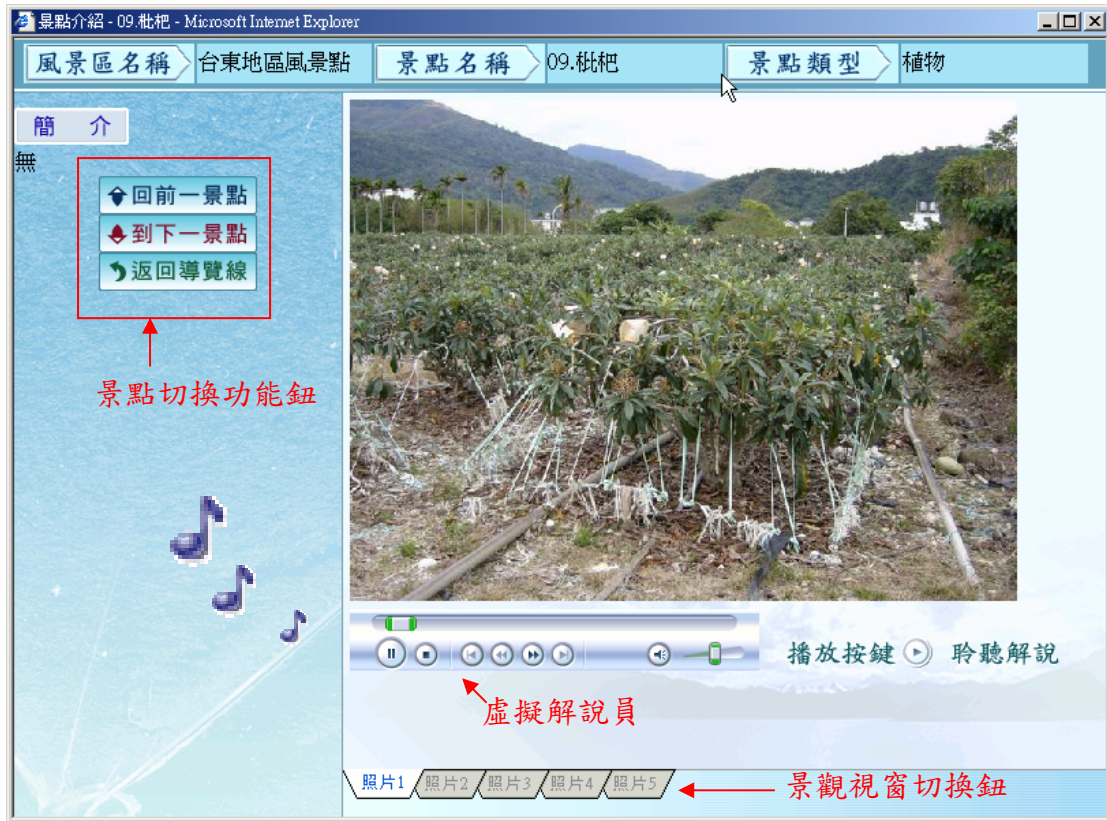 景點介紹 - 09.枇杷 - Microsoft Internet Explorer
風景區名稱 台東地區風景點 景點名稱 09.枇杷 景點類型 植物
簡 介
無
回前一景點
到下一景點
返回導覽線
景點切換功能鈕
播放按鍵 聆聽解說
虛擬解說員
照片1 照片2 照片3 照片4 照片5
景觀視窗切換鈕